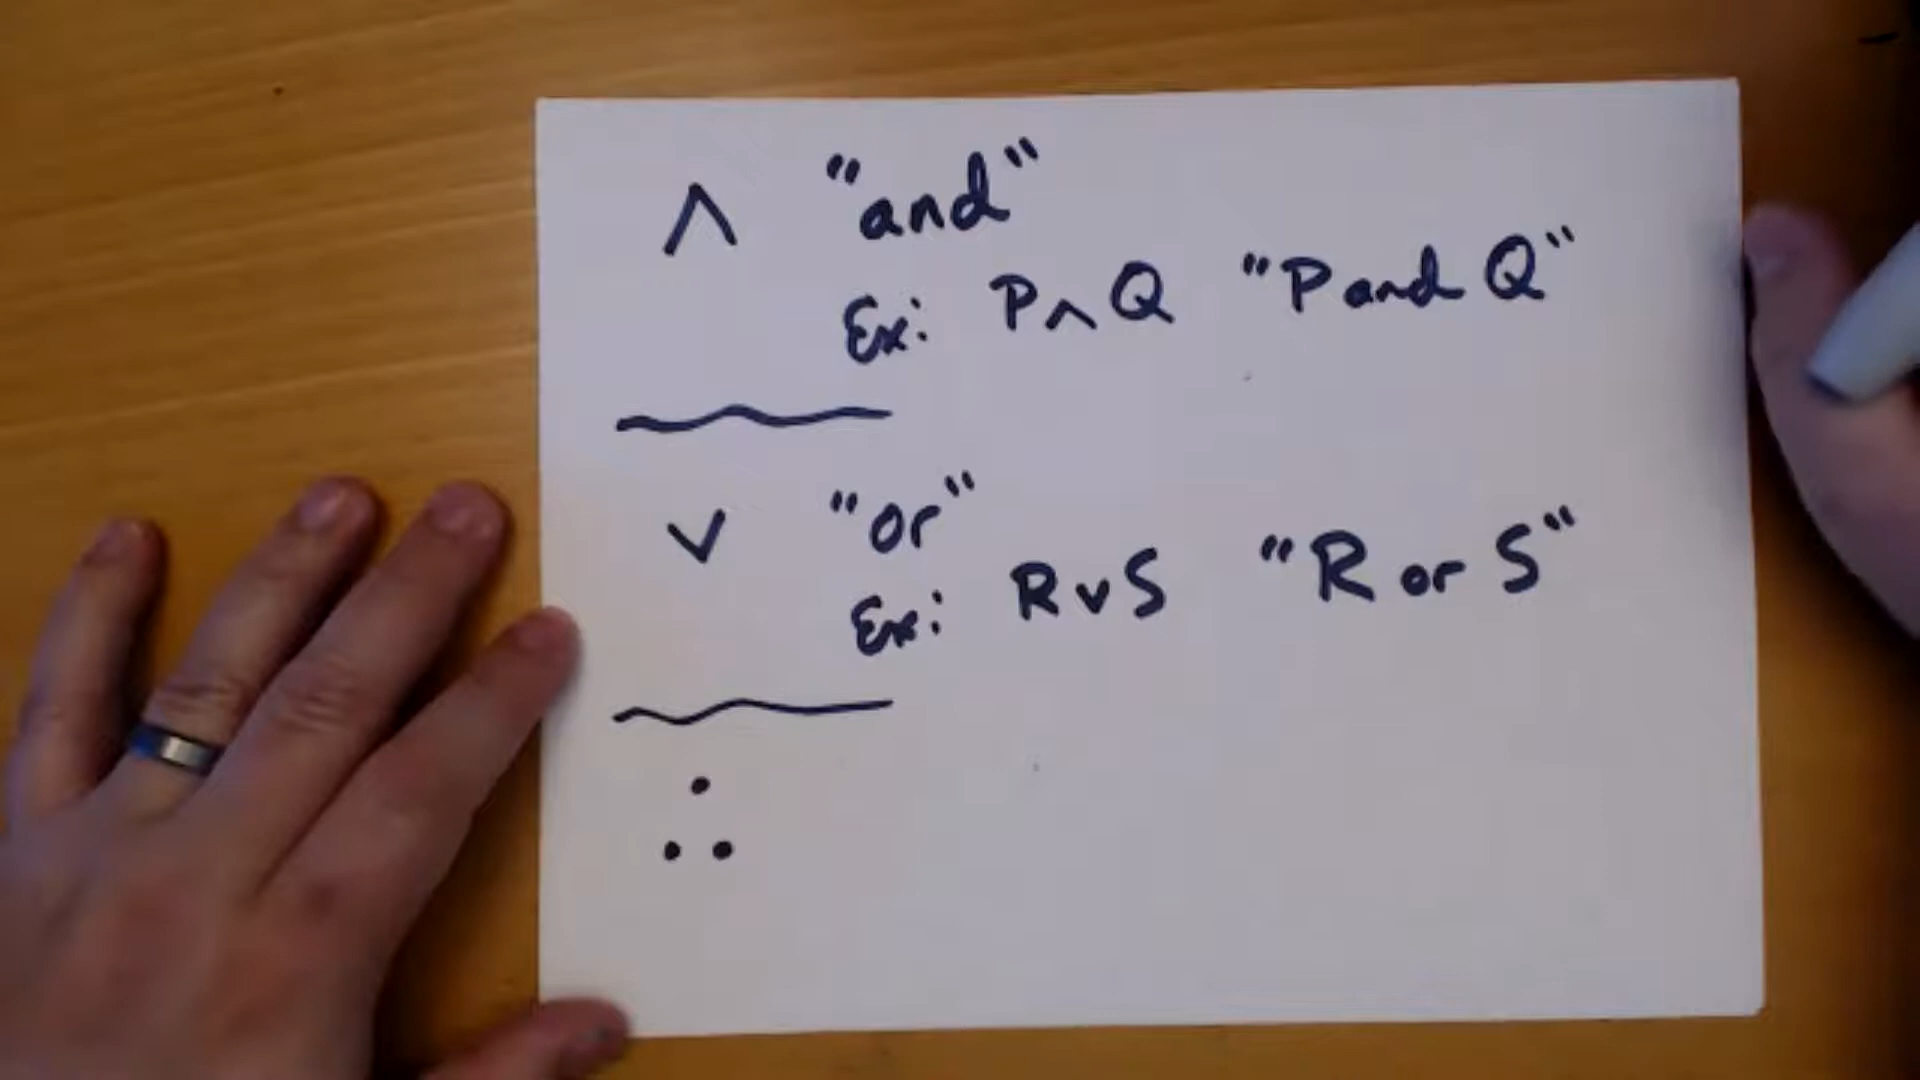 ∧ "and"
Ex: P∧Q "P and Q"
∨ "or"
Ex: R∨S "R or S"
∴